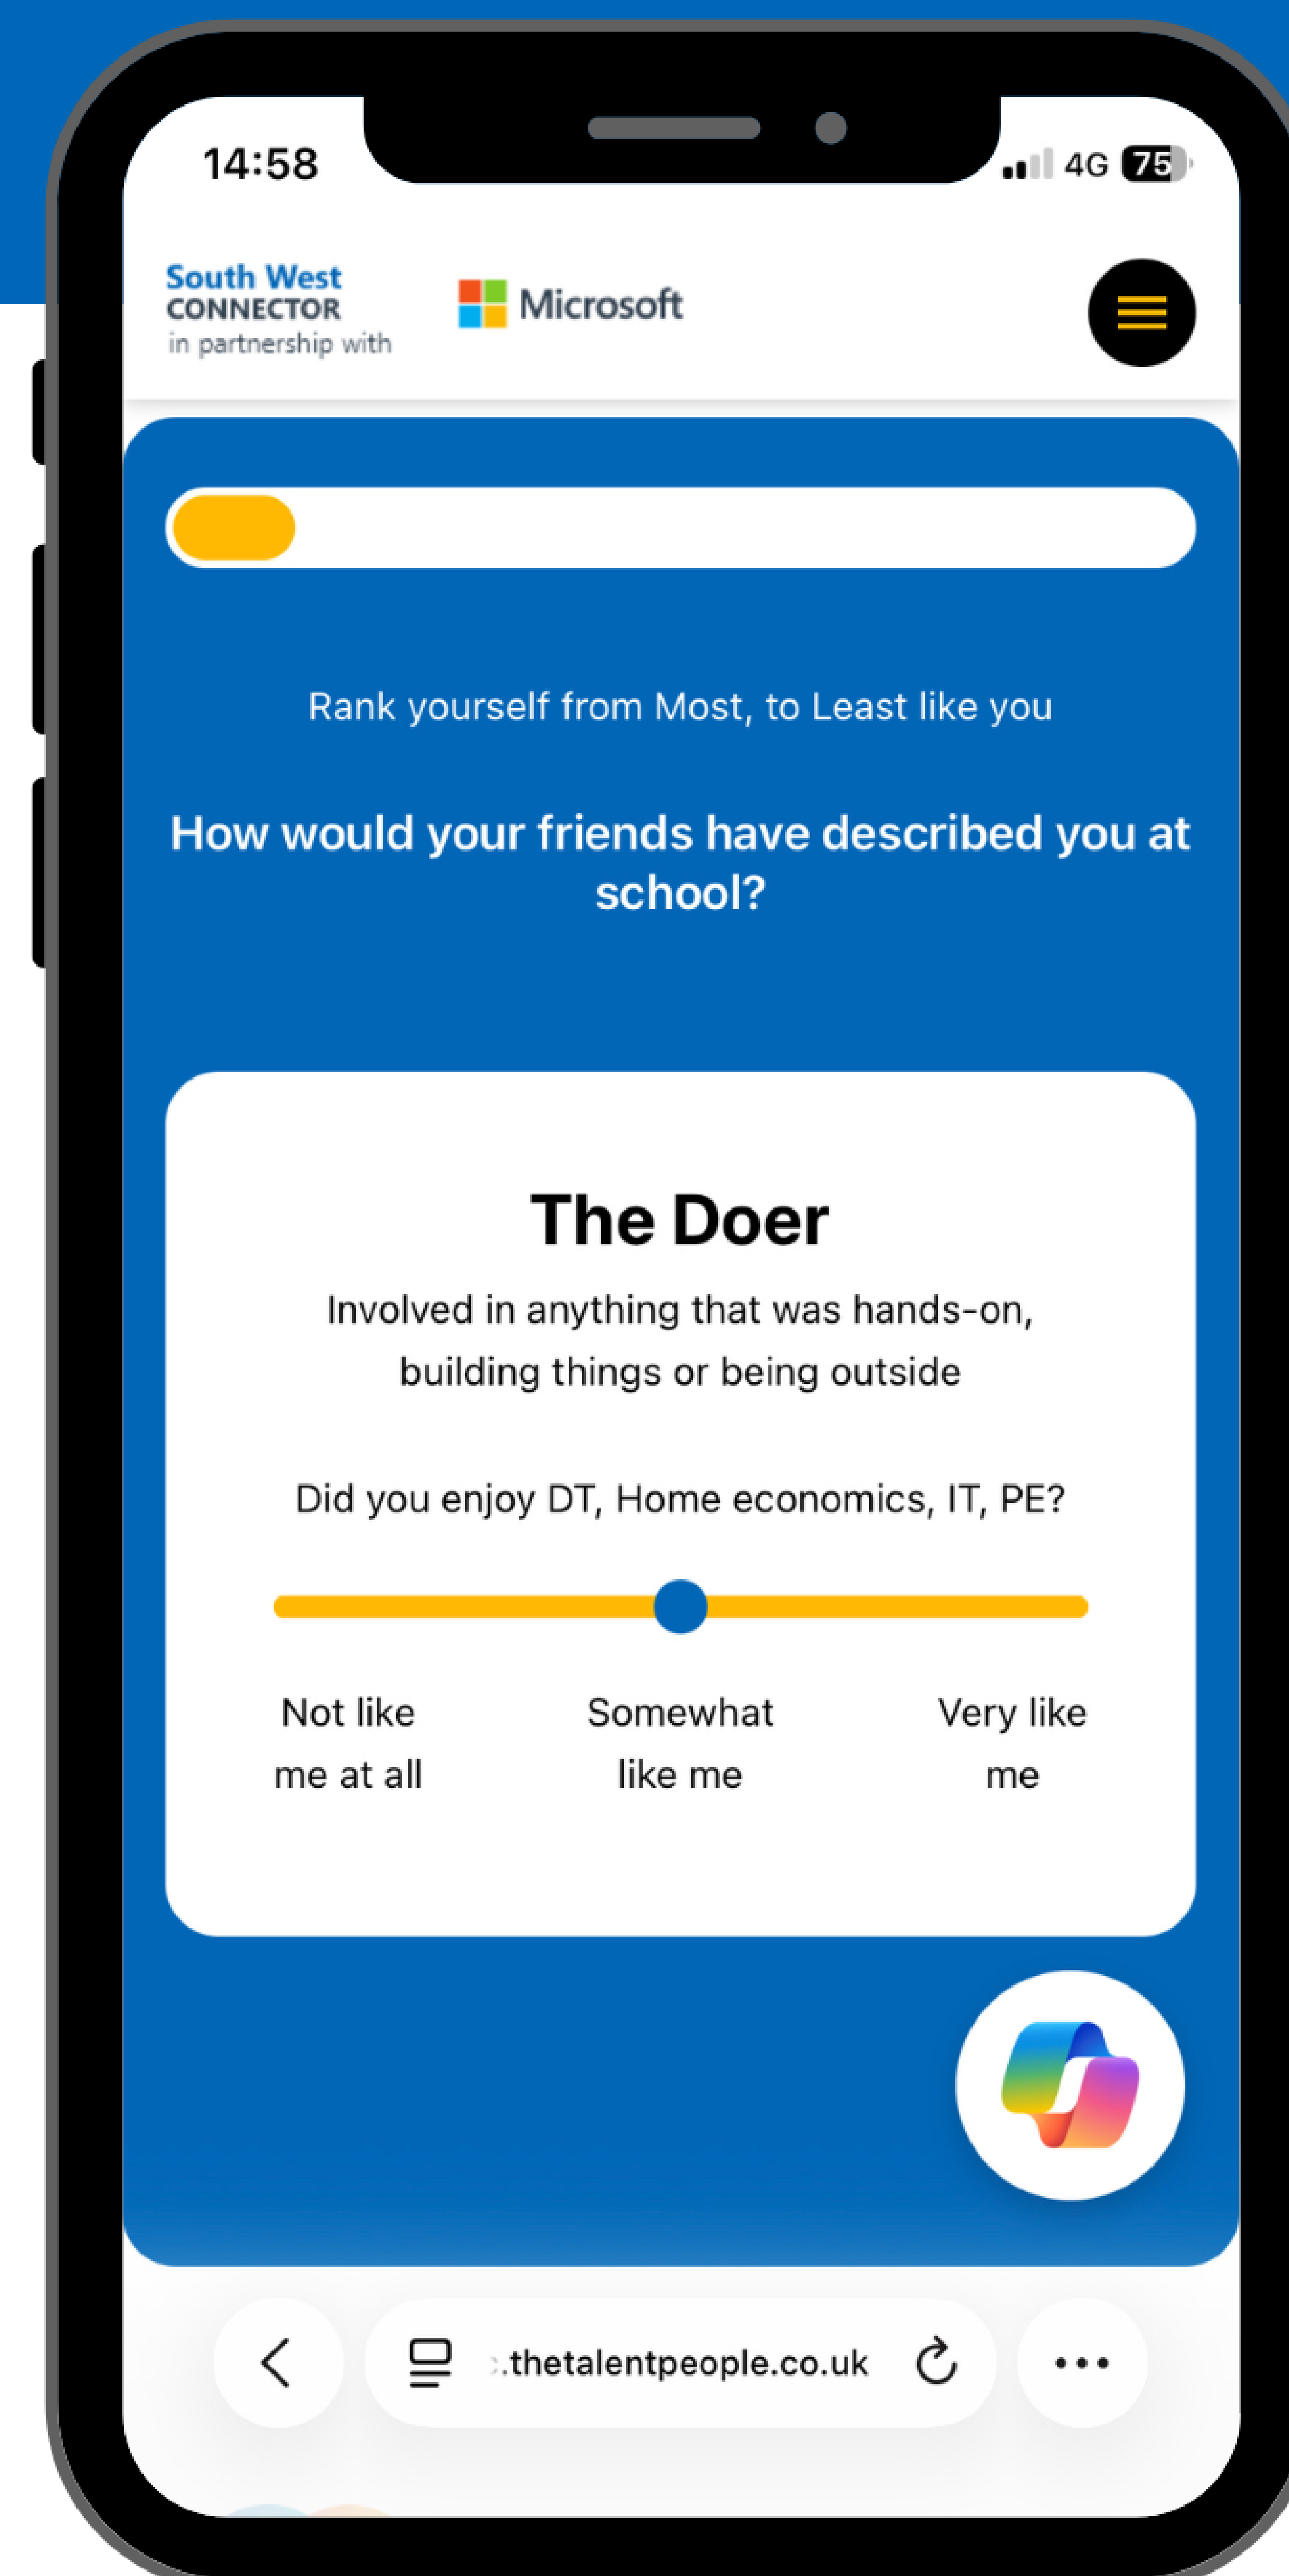 14:58
4G 75
South West
CONNECTOR
in partnership with
Microsoft
Rank yourself from Most, to Least like you
How would your friends have described you at
school?
The Doer
Involved in anything that was hands-on,
building things or being outside
Did you enjoy DT, Home economics, IT, PE?
Not like
me at all
Somewhat
like me
Very like
me
.thetalentpeople.co.uk